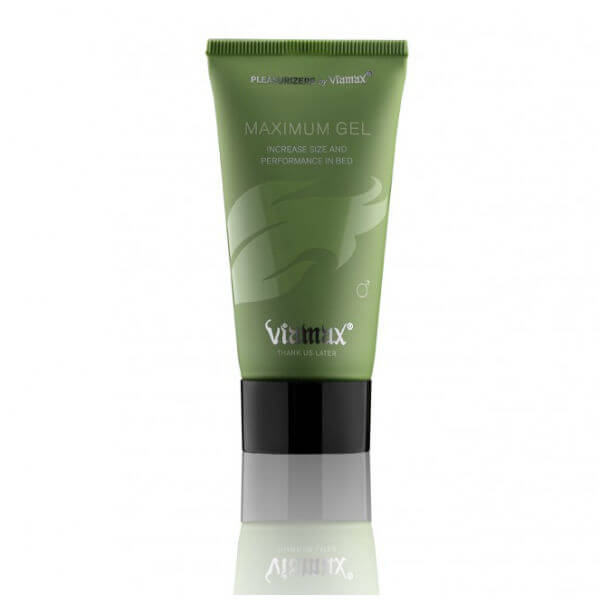 PLEASURIZERS by Viamax®
MAXIMUM GEL
INCREASE SIZE AND
PERFORMANCE IN BED
Viamax®
THANK US LATER